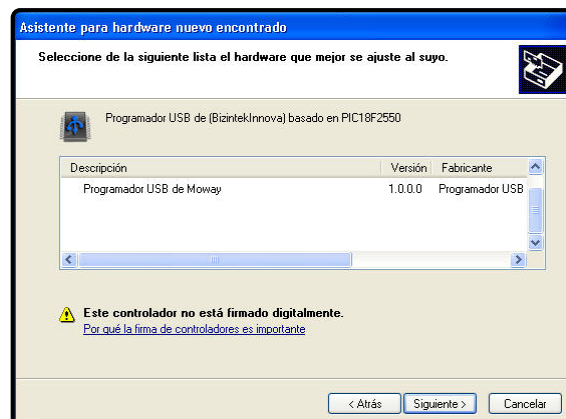 Asistente para hardware nuevo encontrado
Seleccione de la siguiente lista el hardware que mejor se ajuste al suyo.
Programador USB de (BizintekInnova) basado en PIC18F2550
Descripción Versión Fabricante
Programador USB de Moway 1.0.0.0 Programador USB
Este controlador no está firmado digitalmente.
Por qué la firma de controladores es importante
< Atrás Siguiente > Cancelar